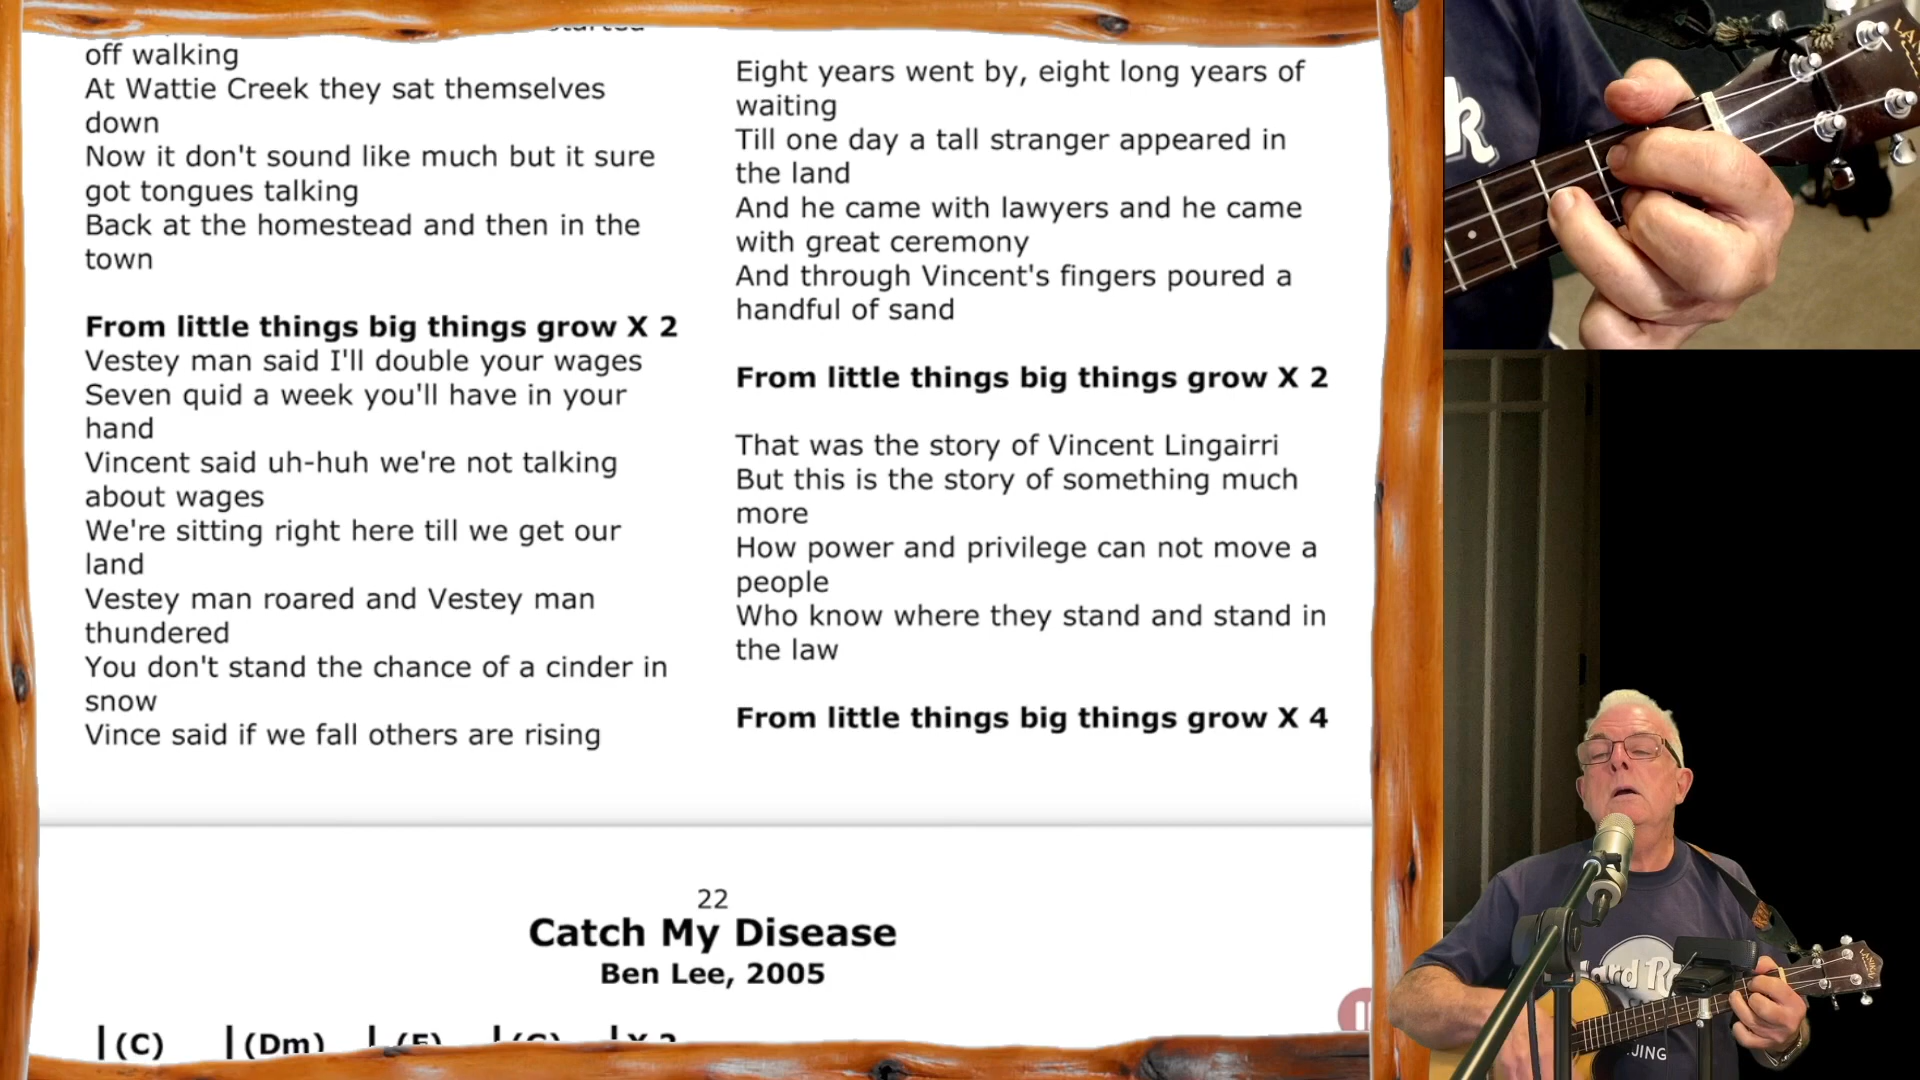 started
off walking
At Wattie Creek they sat themselves
down
Now it don't sound like much but it sure
got tongues talking
Back at the homestead and then in the
town
From little things big things grow X 2
Vestey man said I'll double your wages
Seven quid a week you'll have in your
hand
Vincent said uh-huh we're not talking
about wages
We're sitting right here till we get our
land
Vestey man roared and Vestey man
thundered
You don't stand the chance of a cinder in
snow
Vince said if we fall others are rising
Eight years went by, eight long years of
waiting
Till one day a tall stranger appeared in
the land
And he came with lawyers and he came
with great ceremony
And through Vincent's fingers poured a
handful of sand
From little things big things grow X 2
That was the story of Vincent Lingairri
But this is the story of something much
more
How power and privilege can not move a
people
Who know where they stand and stand in
the law
From little things big things grow X 4
22
Catch My Disease
Ben Lee, 2005
|(C) |(Dm) |(F) |(G) |X 2